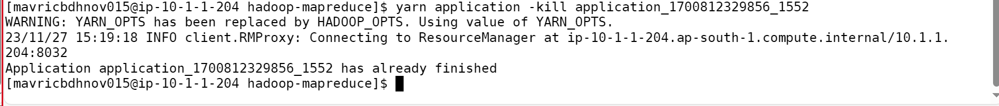 [mavricbdhnov015@ip-10-1-1-204 hadoop-mapreduce]$ yarn application -kill application_1700812329856_1552
WARNING: YARN_OPTS has been replaced by HADOOP_OPTS. Using value of YARN_OPTS.
23/11/27 15:19:18 INFO client.RMProxy: Connecting to ResourceManager at ip-10-1-1-204.ap-south-1.compute.internal/10.1.1.
204:8032
Application application_1700812329856_1552 has already finished
[mavricbdhnov015@ip-10-1-1-204 hadoop-mapreduce]$